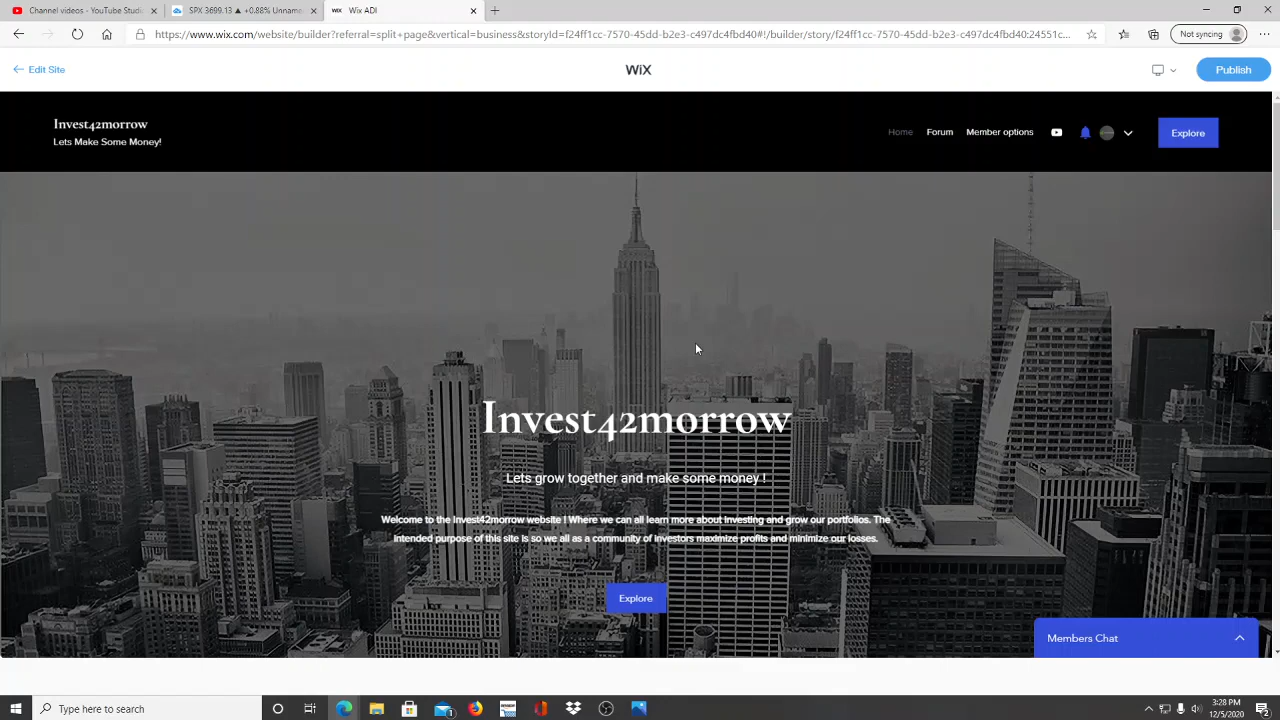 Channel videos - YouTube Studio
SPX 3699.13 ▲ +0.88% Unname
WiX Wix ADI
https://www.wix.com/website/builder?referral=split+page&vertical=business&storyId=f24ff1cc-7570-45dd-b2e3-c497dc4fbd40#!/builder/story/f24ff1cc-7570-45dd-b2e3-c497dc4fbd40:24551c...
Not syncing
Edit Site
WiX
Publish
Invest42morrow
Lets Make Some Money!
Home Forum Member options
Explore
Invest42morrow
Lets grow together and make some money !
Welcome to the Invest42morrow website ! Where we can all learn more about investing and grow our portfolios. The
intended purpose of this site is so we all as a community of investors maximize profits and minimize our losses.
Explore
Members Chat
Type here to search
3:28 PM
12/5/2020